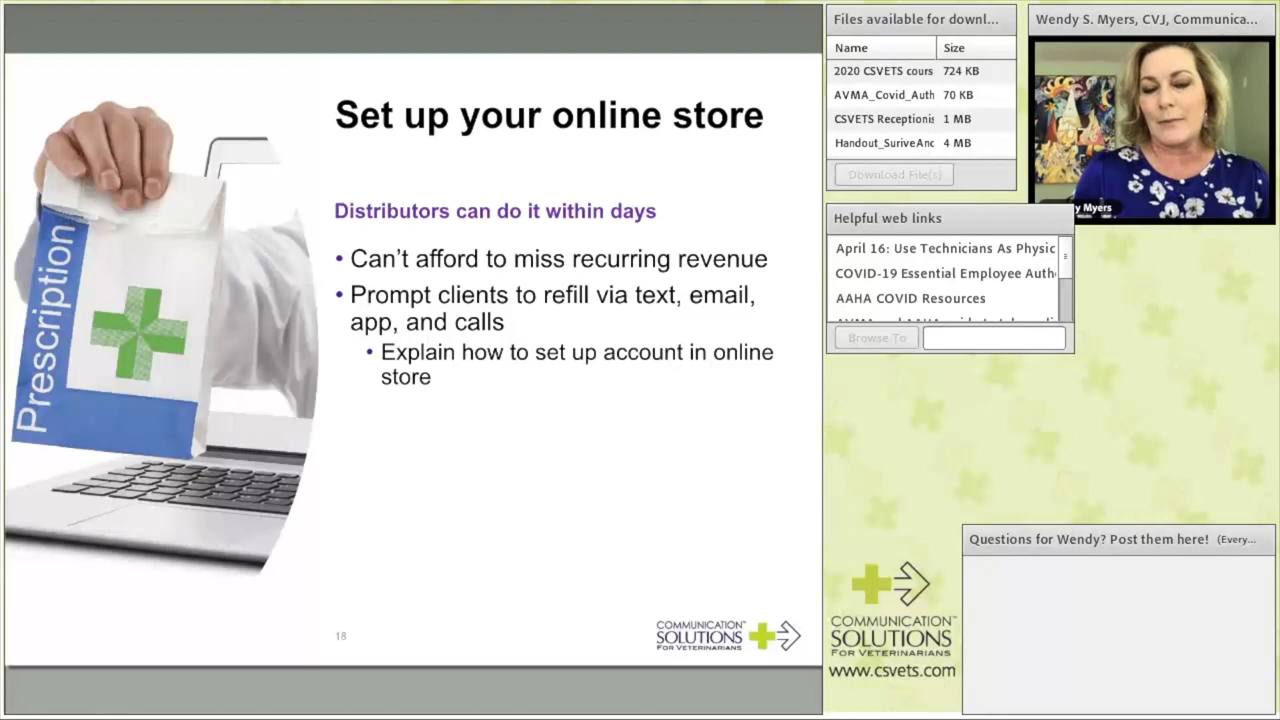 Set up your online store
Distributors can do it within days
• Can't afford to miss recurring revenue
• Prompt clients to refill via text, email,
app, and calls
• Explain how to set up account in online
store
Prescription
18
COMMUNICATION™
SOLUTIONS
FOR VETERINARIANS
Files available for downl...
Name Size
2020 CSVETS cours 724 KB
AVMA_Covid_Auth 70 KB
CSVETS Receptionis 1 MB
Handout_SuriveAnc 4 MB
Download File(s)
Wendy S. Myers, CVJ, Communica...
y Myers
Helpful web links
April 16: Use Technicians As Physic
COVID-19 Essential Employee Auth
AAHA COVID Resources
Browse To
COMMUNICATION™
SOLUTIONS
FOR VETERINARIANS
www.csvets.com
Questions for Wendy? Post them here! (Every...